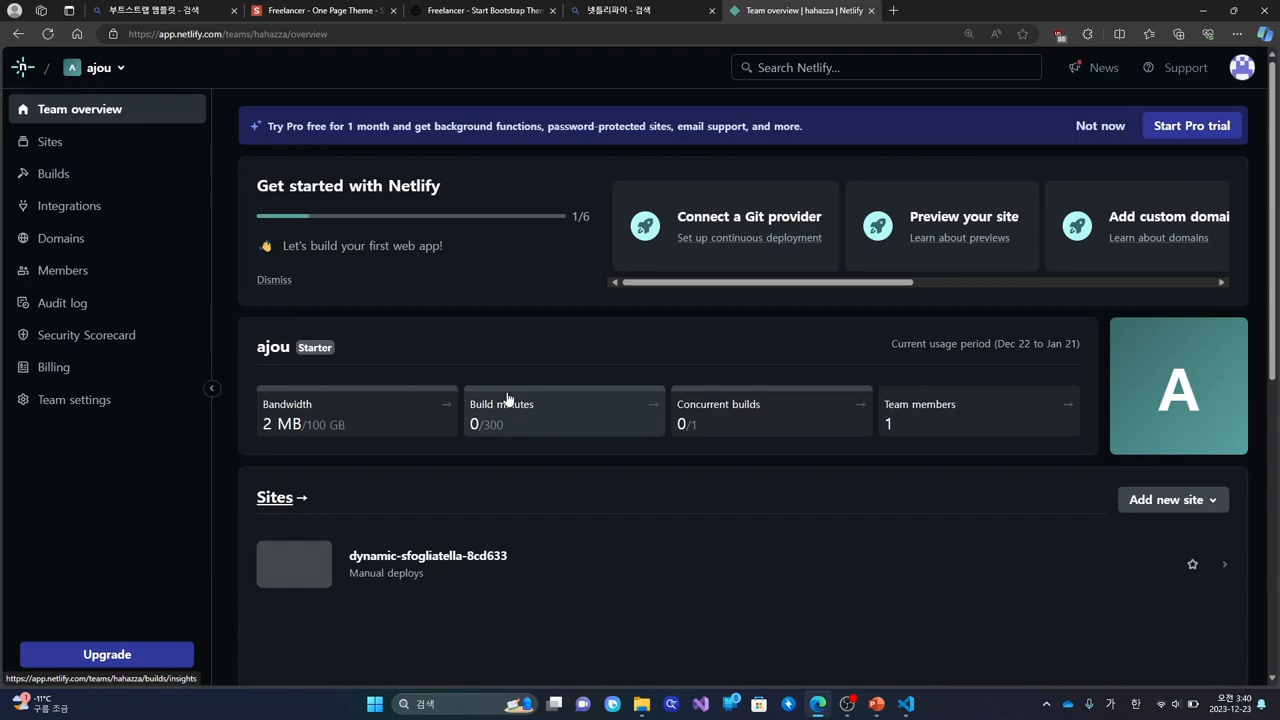 부트스트랩 캠플릿 - 검색
Freelancer - One Page Theme - S
Freelancer - Start Bootstrap Them
넷틀리파이 - 검색
Team overview | hahazza | Netlify
https://app.netlify.com/teams/hahazza/overview
/ A ajou
Search Netlify...
News
Support
Team overview
Sites
Builds
Integrations
Domains
Members
Audit log
Security Scorecard
Billing
Team settings
Upgrade
Try Pro free for 1 month and get background functions, password-protected sites, email support, and more.
Not now
Start Pro trial
Get started with Netlify
1/6
Let's build your first web app!
Dismiss
Connect a Git provider
Set up continuous deployment
Preview your site
Learn about previews
Add custom domai
Learn about domains
ajou Starter
Current usage period (Dec 22 to Jan 21)
A
Bandwidth
2 MB/100 GB
Build minutes
0/300
Concurrent builds
0/1
Team members
1
Sites →
Add new site
dynamic-sfogliatella-8cd633
Manual deploys
https://app.netlify.com/teams/hahazza/builds/insights
-11°C
구름 조금
검색
가
한
오전 3:40
2023-12-23